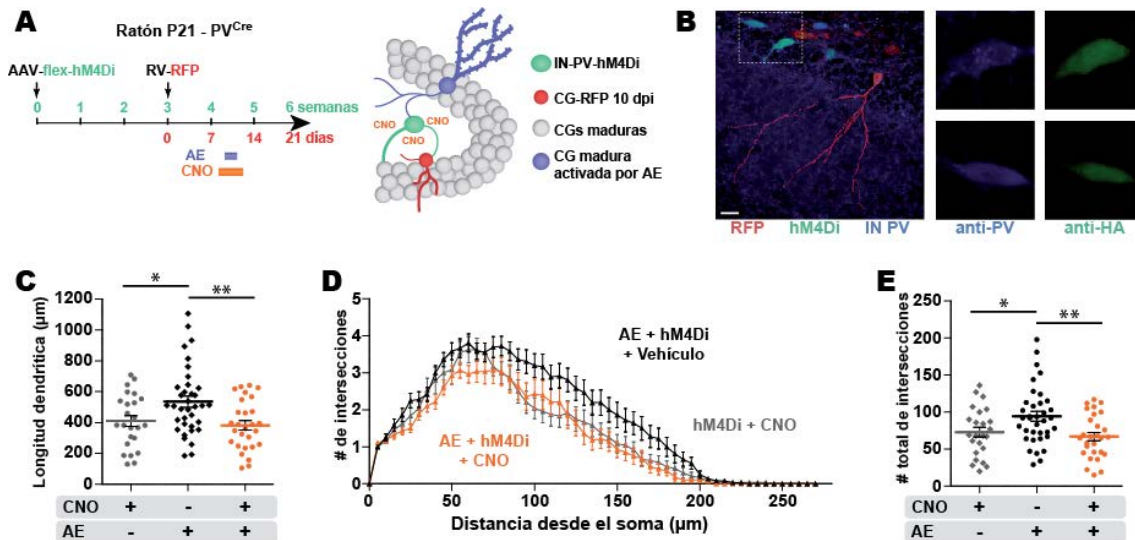 A
Ratón P21 - PVCre
AAV-flex-hM4Di
RV-RFP
0 1 2 3 4 5 6 semanas
0 7 14 21 días
AE
CNO
CNO
CNO
CNO
IN-PV-hM4Di
CG-RFP 10 dpi
CGs maduras
CG madura
activada por AE
B
RFP hM4Di IN PV
anti-PV
anti-HA
C
* **
Longitud dendrítica (µm)
1200
1000
800
600
400
200
0
CNO + - +
AE - + +
D
# de intersecciones
5
4
3
2
1
0
AE + hM4Di
+ Vehículo
hM4Di + CNO
AE + hM4Di
+ CNO
0 50 100 150 200 250
Distancia desde el soma (µm)
E
* **
# total de intersecciones
250
200
150
100
50
0
CNO + - +
AE - + +